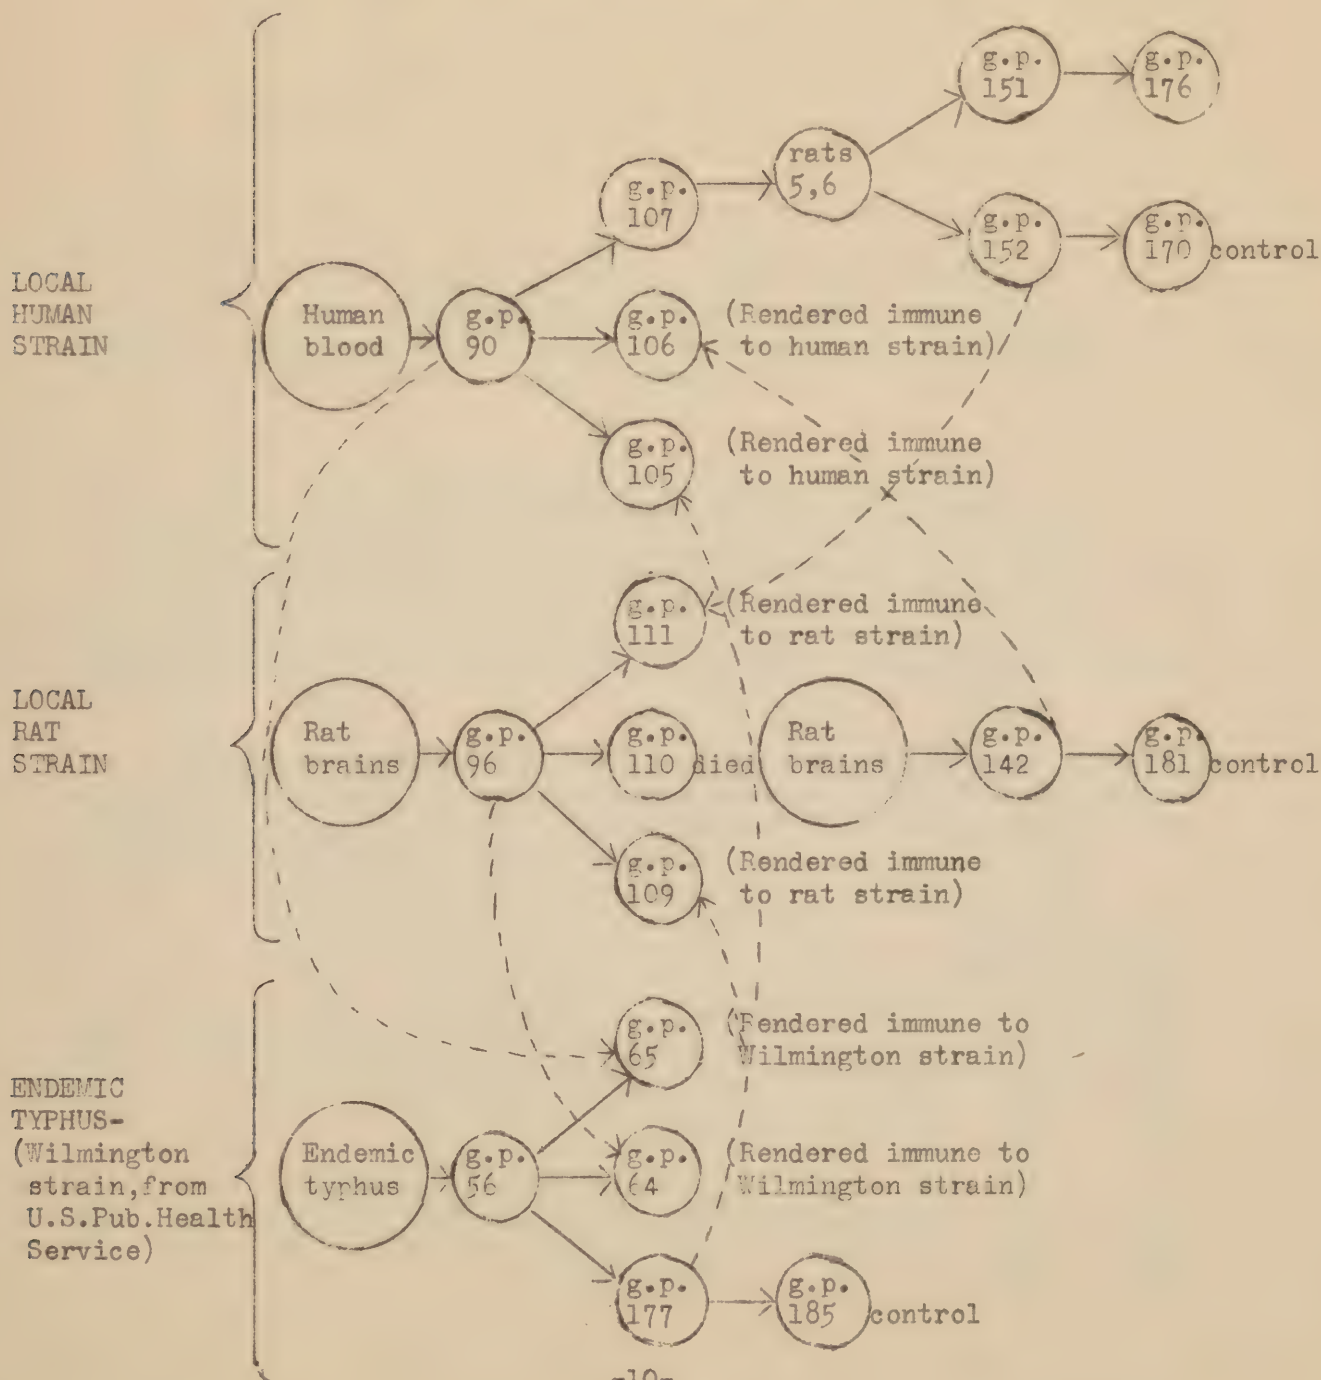 g.p.
151
g.p.
176
rats
5,6
g.p.
107
g.p.
152
g.p.
170 control
LOCAL
HUMAN
STRAIN
Human
blood
g.p.
90
g.p.
106
(Rendered immune
to human strain)
g.p.
105
(Rendered immune
to human strain)
g.p.
111
(Rendered immune
to rat strain)
LOCAL
RAT
STRAIN
Rat
brains
g.p.
96
g.p.
110 died
Rat
brains
g.p.
142
g.p.
181 control
g.p.
109
(Rendered immune
to rat strain)
g.p.
65
(Rendered immune to
Wilmington strain)
ENDEMIC
TYPHUS-
(Wilmington
strain,from
U.S.Pub.Health
Service)
Endemic
typhus
g.p.
56
g.p.
64
(Rendered immune to
Wilmington strain)
g.p.
177
g.p.
185 control
-10-